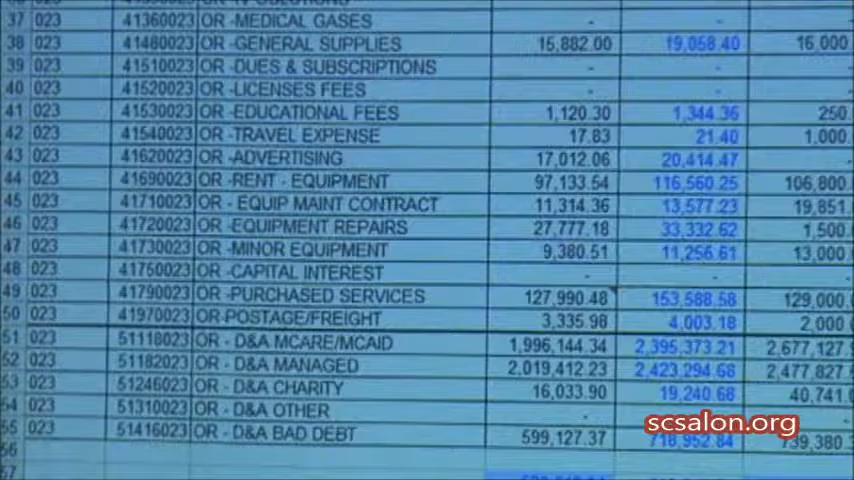 37 023 41360023 OR -MEDICAL GASES - - -
38 023 41480023 OR -GENERAL SUPPLIES 15,882.00 19,058.40 16,000
39 023 41510023 OR -DUES & SUBSCRIPTIONS - - -
40 023 41520023 OR -LICENSES FEES - - -
41 023 41530023 OR -EDUCATIONAL FEES 1,120.30 1,344.36 250.
42 023 41540023 OR -TRAVEL EXPENSE 17.83 21.40 1,000.
43 023 41620023 OR -ADVERTISING 17,012.06 20,414.47 -
44 023 41690023 OR -RENT - EQUIPMENT 97,133.54 116,560.25 106,800.
45 023 41710023 OR - EQUIP MAINT CONTRACT 11,314.36 13,577.23 19,851.
46 023 41720023 OR -EQUIPMENT REPAIRS 27,777.18 33,332.62 1,500.
47 023 41730023 OR -MINOR EQUIPMENT 9,380.51 11,256.61 13,000.
48 023 41750023 OR -CAPITAL INTEREST - - -
49 023 41790023 OR -PURCHASED SERVICES 127,990.48 153,588.58 129,000.
50 023 41970023 OR-POSTAGE/FREIGHT 3,335.98 4,003.18 2,000.
51 023 51118023 OR - D&A MCARE/MCAID 1,996,144.34 2,395,373.21 2,677,127.
52 023 51182023 OR - D&A MANAGED 2,019,412.23 2,423,294.68 2,477,827.
53 023 51246023 OR - D&A CHARITY 16,033.90 19,240.68 40,741.
54 023 51310023 OR - D&A OTHER - -
55 023 51416023 OR - D&A BAD DEBT 599,127.37 718,952.84 739,380.
56
57
scsalon.org